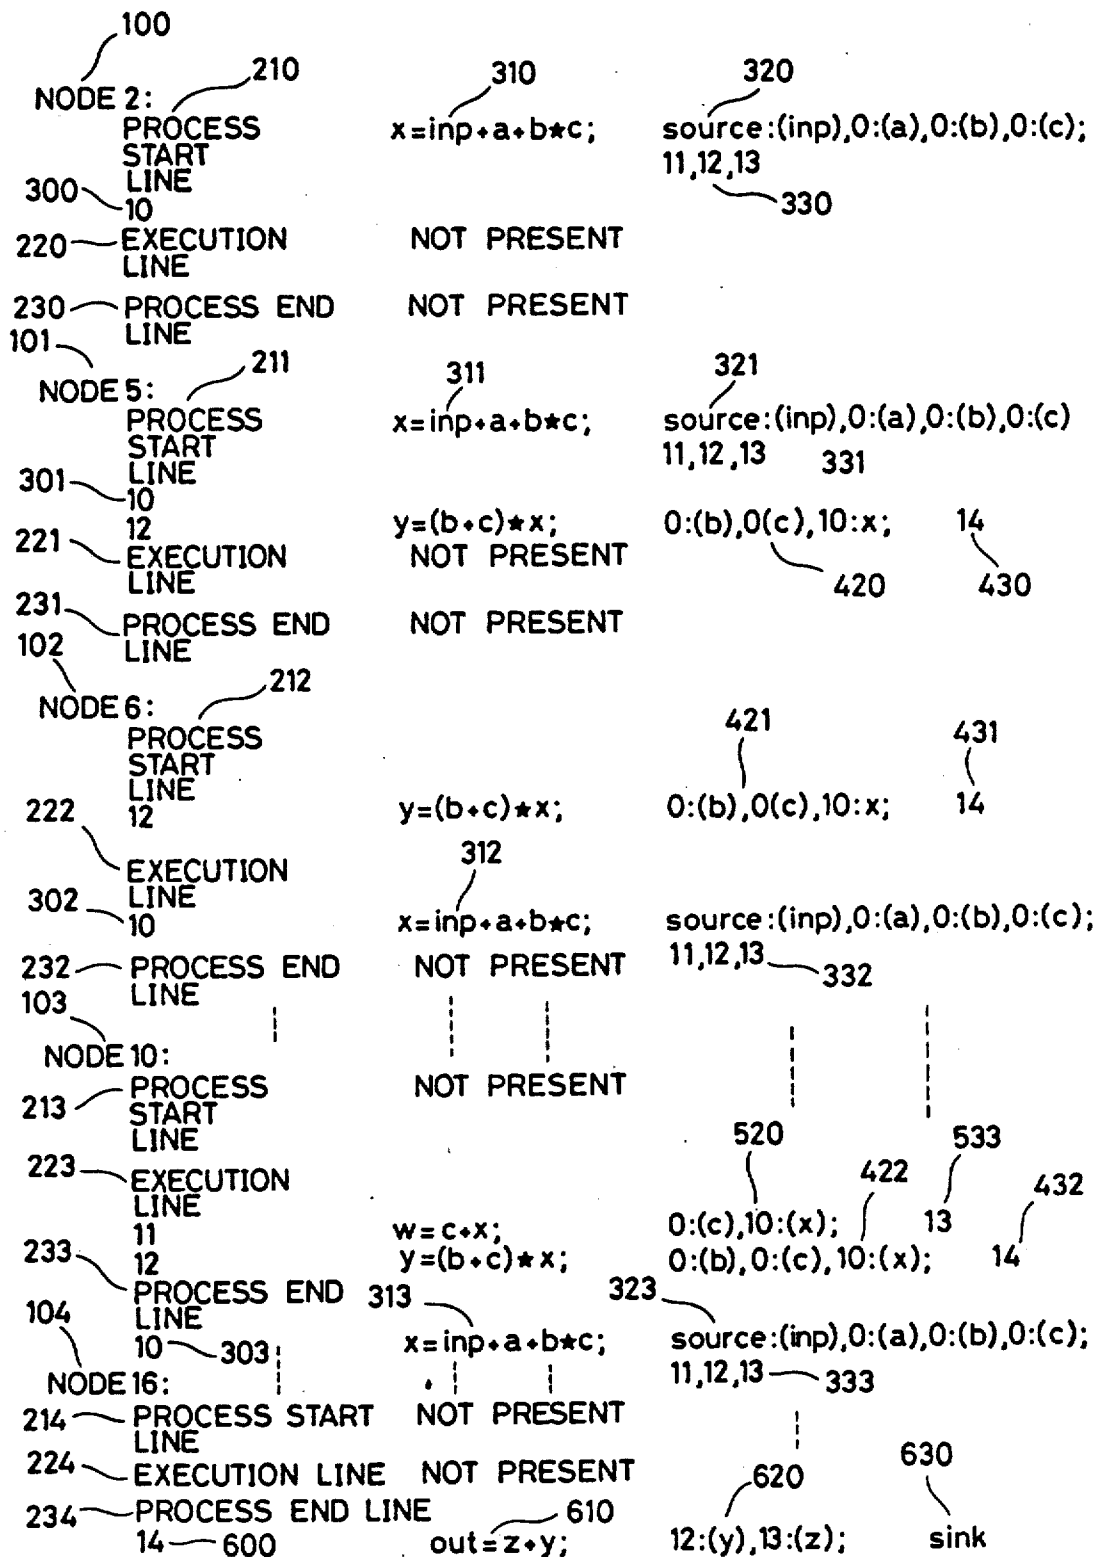 100
210 310 320
NODE 2:
PROCESS x=inp+a+b*c; source:(inp),0:(a),0:(b),0:(c);
START 11,12,13
LINE
300 10 330
220 EXECUTION NOT PRESENT
LINE
230 PROCESS END NOT PRESENT
LINE
101 211 311 321
NODE 5:
PROCESS x=inp+a+b*c; source:(inp),0:(a),0:(b),0:(c)
START 11,12,13 331
LINE
301 10
12 y=(b+c)*x; 0:(b),0(c),10:x; 14
221 EXECUTION NOT PRESENT
LINE 420 430
231 PROCESS END NOT PRESENT
LINE
102
212
NODE 6:
PROCESS 421 431
START
LINE
12 y=(b+c)*x; 0:(b),0(c),10:x; 14
222
EXECUTION 312
LINE
302 10 x=inp+a+b*c; source:(inp),0:(a),0:(b),0:(c);
11,12,13 332
232 PROCESS END NOT PRESENT
LINE
103
NODE 10:
213 PROCESS NOT PRESENT
START
LINE
520 533
223 EXECUTION 422 432
LINE
11 w=c+x; 0:(c),10:(x); 13
12 y=(b+c)*x; 0:(b),0:(c),10:(x); 14
233 PROCESS END 313 323
LINE
10 303 x=inp+a+b*c; source:(inp),0:(a),0:(b),0:(c);
11,12,13 333
104
NODE 16:
214 PROCESS START NOT PRESENT
LINE
224 EXECUTION LINE NOT PRESENT 620 630
234 PROCESS END LINE 610
14 600 out=z+y; 12:(y),13:(z); sink